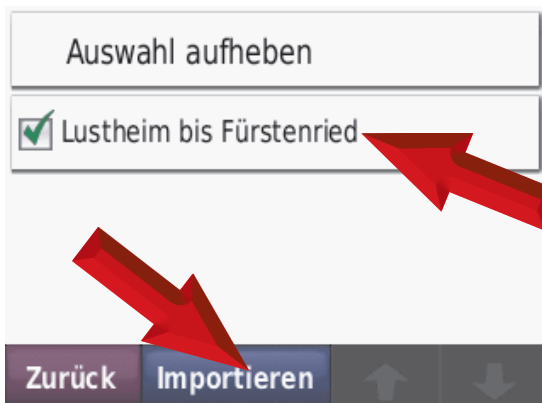 Auswahl aufheben
Lustheim bis Fürstenried
Zurück Importieren